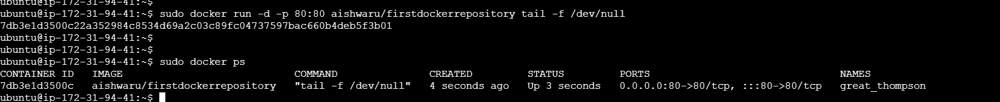 ubuntu@ip-172-31-94-41:~$
ubuntu@ip-172-31-94-41:~$ sudo docker run -d -p 80:80 aishwaru/firstdockerrepository tail -f /dev/null
7db3e1d3500c22a352984c8534d69a2c03c89fc04737597bac660b4deb5f3b01
ubuntu@ip-172-31-94-41:~$
ubuntu@ip-172-31-94-41:~$
ubuntu@ip-172-31-94-41:~$ sudo docker ps
CONTAINER ID   IMAGE                            COMMAND               CREATED         STATUS         PORTS                               NAMES
7db3e1d3500c   aishwaru/firstdockerrepository   "tail -f /dev/null"   4 seconds ago   Up 3 seconds   0.0.0.0:80->80/tcp, :::80->80/tcp   great_thompson
ubuntu@ip-172-31-94-41:~$